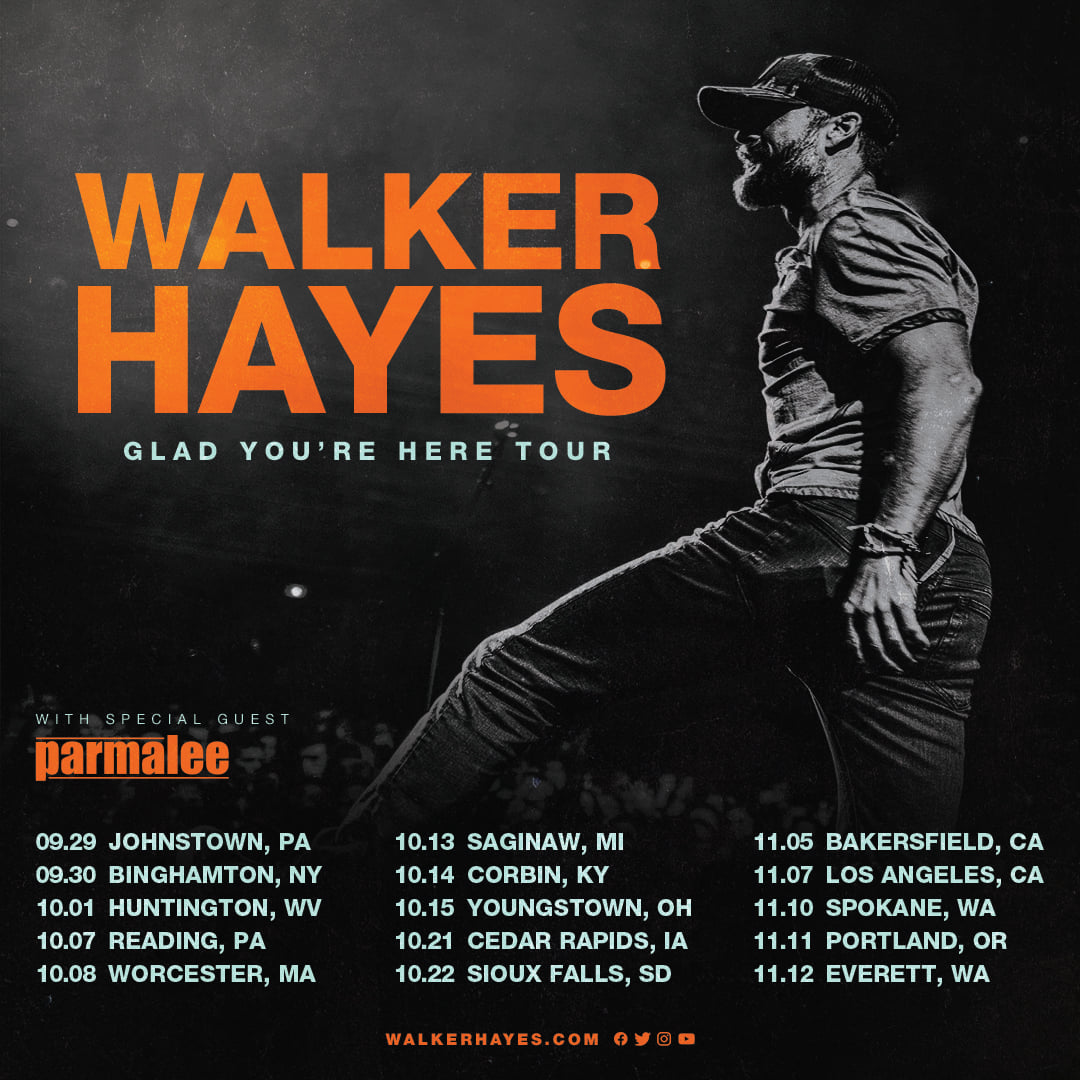 WALKER
HAYES
GLAD YOU'RE HERE TOUR
WITH SPECIAL GUEST
parmalee
09.29 JOHNSTOWN, PA
09.30 BINGHAMTON, NY
10.01 HUNTINGTON, WV
10.07 READING, PA
10.08 WORCESTER, MA
10.13 SAGINAW, MI
10.14 CORBIN, KY
10.15 YOUNGSTOWN, OH
10.21 CEDAR RAPIDS, IA
10.22 SIOUX FALLS, SD
11.05 BAKERSFIELD, CA
11.07 LOS ANGELES, CA
11.10 SPOKANE, WA
11.11 PORTLAND, OR
11.12 EVERETT, WA
WALKERHAYES.COM